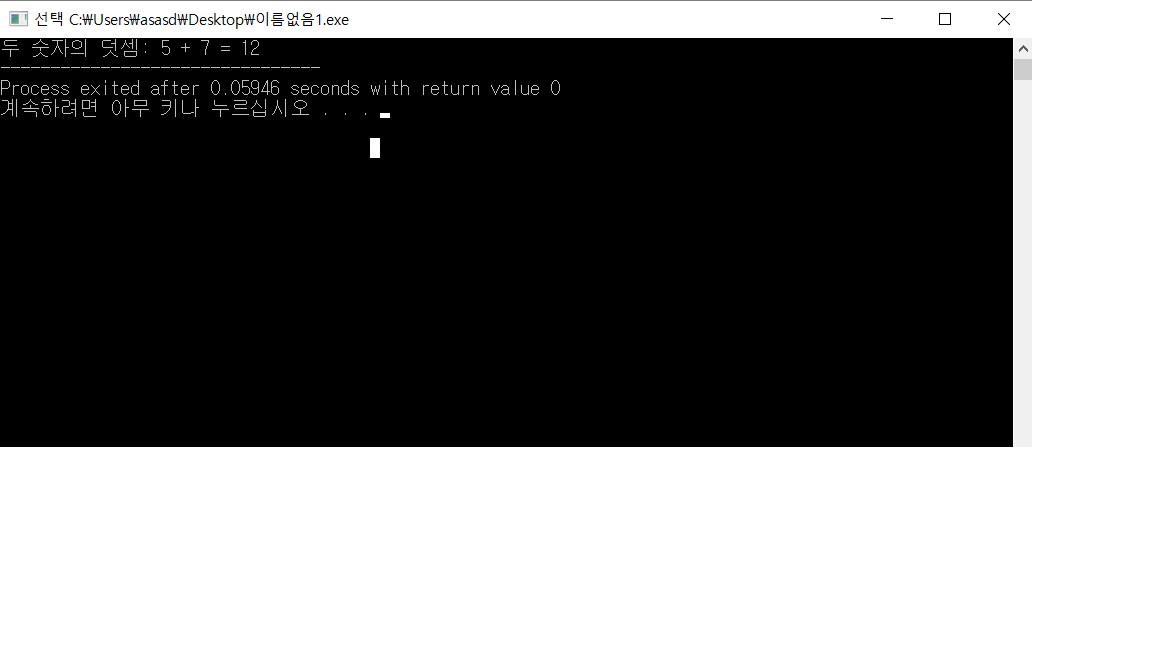 선택 C:₩Users₩asasd₩Desktop₩이름없음1.exe
두 숫자의 덧셈: 5 + 7 = 12
--------------------------------
Process exited after 0.05946 seconds with return value 0
계속하려면 아무 키나 누르십시오 . . .